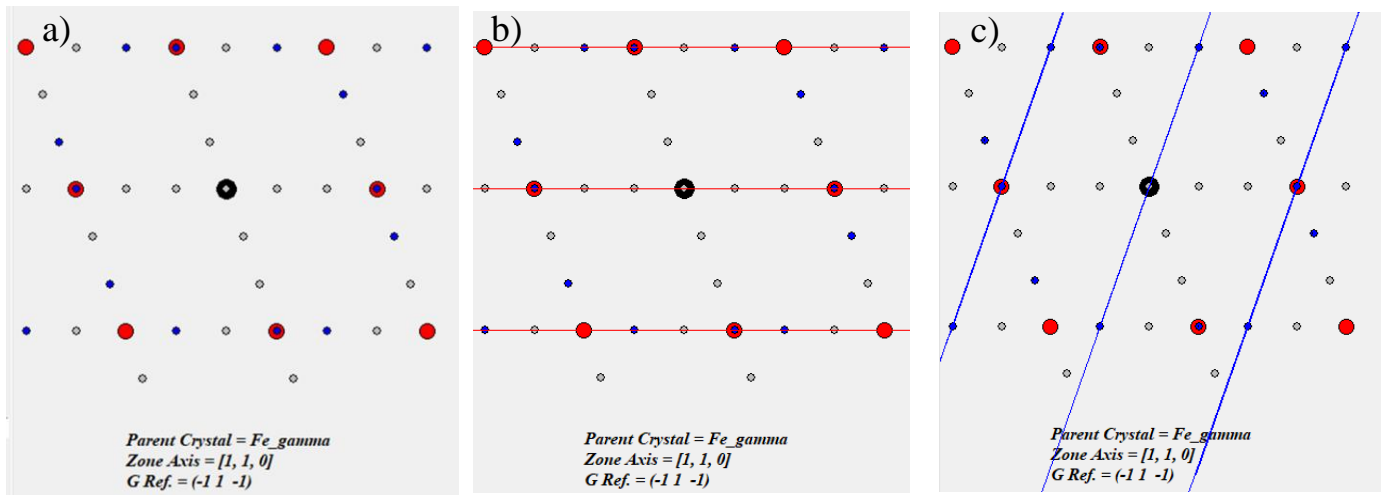 a)
b)
c)
Parent Crystal = Fe_gamma
Zone Axis = [1, 1, 0]
G Ref. = (-1 1 -1)
Parent Crystal = Fe_gamma
Zone Axis = [1, 1, 0]
G Ref. = (-1 1 -1)
Parent Crystal = Fe_gamma
Zone Axis = [1, 1, 0]
G Ref. = (-1 1 -1)